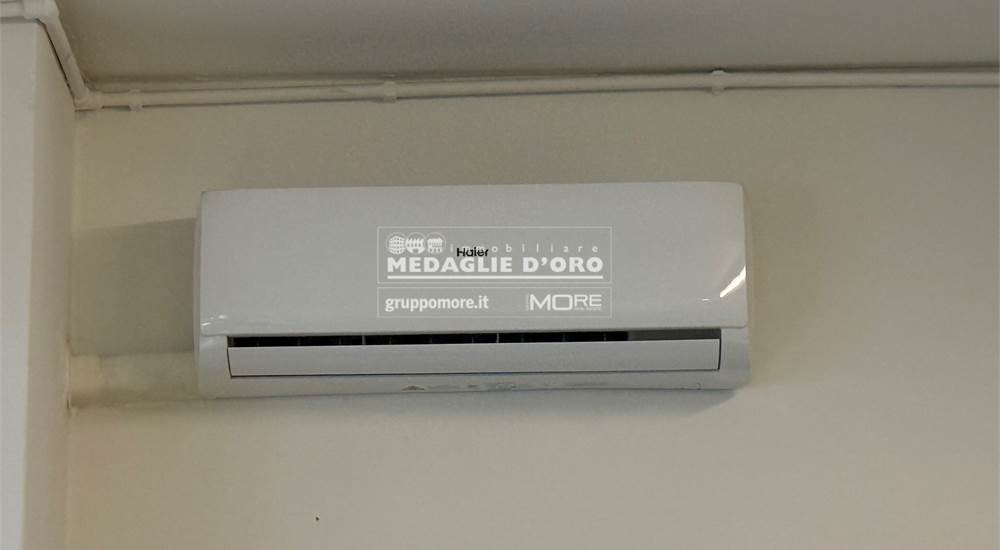 immobiliare
Haier
MEDAGLIE D'ORO
gruppomore.it
MORE